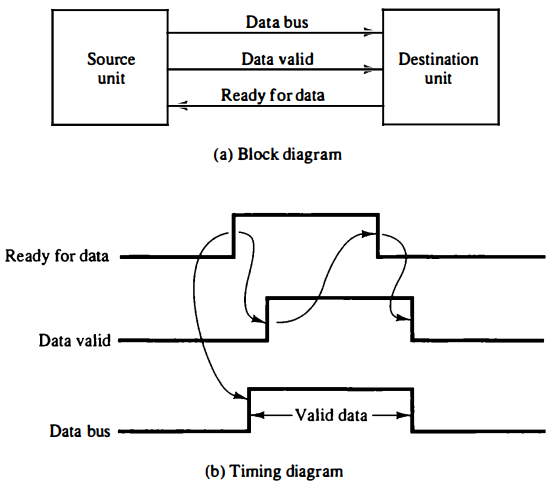 Data bus
Source unit
Data valid
Destination unit
Ready for data
(a) Block diagram
Ready for data
Data valid
Data bus
Valid data
(b) Timing diagram